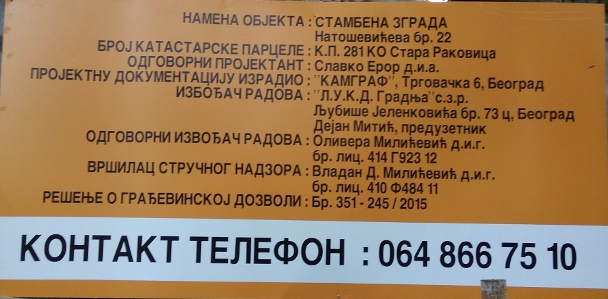 НАМЕНА ОБЈЕКТА : СТАМБЕНА ЗГРАДА
Натошевићева бр. 22
БРОЈ КАТАСТАРСКЕ ПАРЦЕЛЕ : К.П. 281 КО Стара Раковица
ОДГОВОРНИ ПРОЈЕКТАНТ : Славко Ерор д.и.а.
ПРОЈЕКТНУ ДОКУМЕНТАЦИЈУ ИЗРАДИО : "КАМГРАФ", Трговачка 6, Београд
ИЗБОЂАЧ РАДОВА : "Л.У.К.Д. Градња" с.з.р.
Љубише Јеленковића бр. 73 ц, Београд
Дејан Митић, предузетник
ОДГОВОРНИ ИЗВОЂАЧ РАДОВА : Оливера Милићевић д.и.г.
бр. лиц. 414 Г923 12
ВРШИЛАЦ СТРУЧНОГ НАДЗОРА : Владан Д. Милићевић д.и.г.
бр. лиц. 410 Ф484 11
РЕШЕЊЕ О ГРАЂЕВИНСКОЈ ДОЗВОЛИ : Бр. 351 - 245 / 2015
КОНТАКТ ТЕЛЕФОН : 064 866 75 10